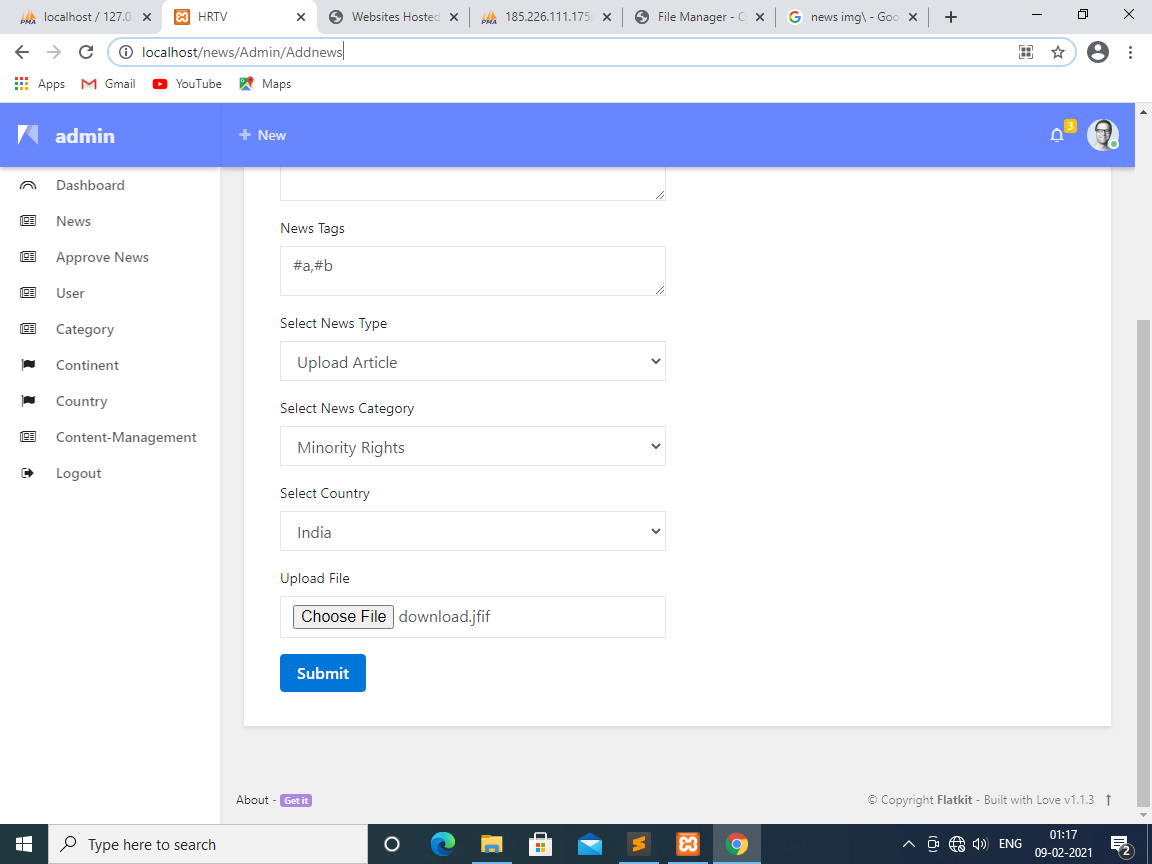 localhost / 127.0
HRTV
Websites Hosted
185.226.111.175
File Manager - C
news img\ - Goo
localhost/news/Admin/Addnews
Apps
Gmail
YouTube
Maps
admin
+ New
3
Dashboard
News
Approve News
User
Category
Continent
Country
Content-Management
Logout
News Tags
#a,#b
Select News Type
Upload Article
Select News Category
Minority Rights
Select Country
India
Upload File
Choose File download.jfif
Submit
About - Get it
© Copyright Flatkit - Built with Love v1.1.3
Type here to search
ENG
01:17
09-02-2021
2